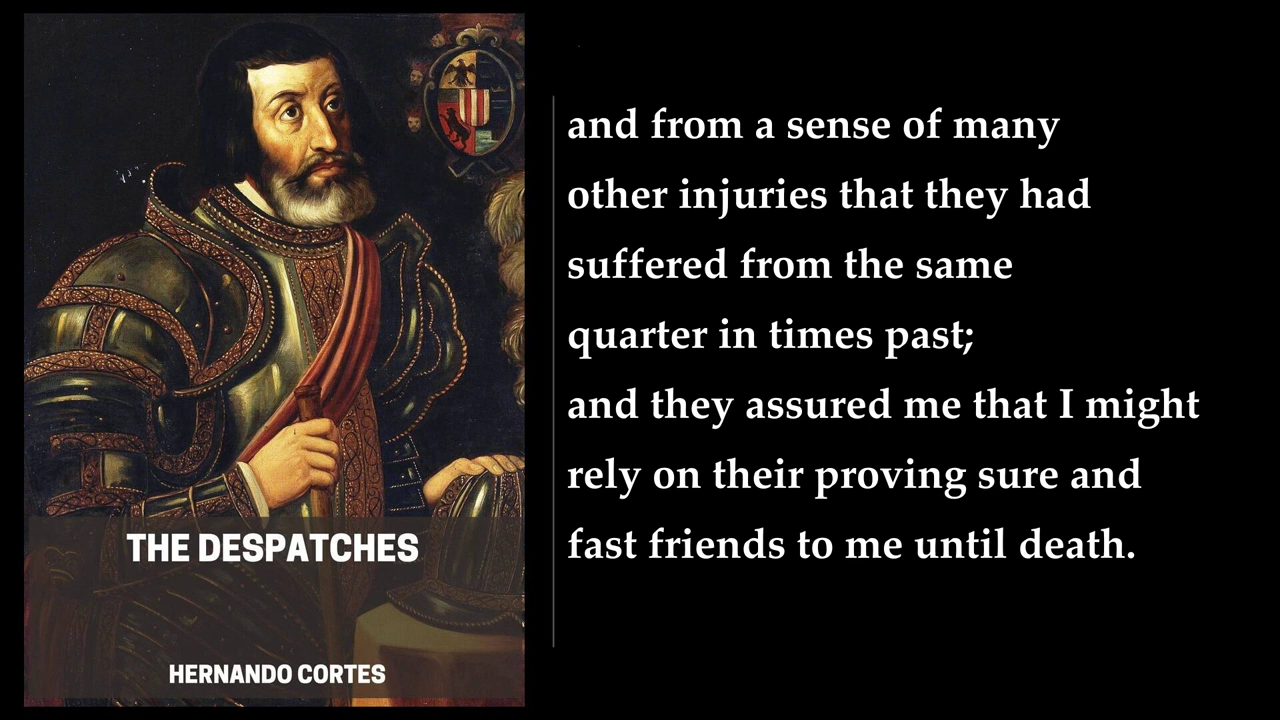 THE DESPATCHES
HERNANDO CORTES
and from a sense of many
other injuries that they had
suffered from the same
quarter in times past;
and they assured me that I might
rely on their proving sure and
fast friends to me until death.